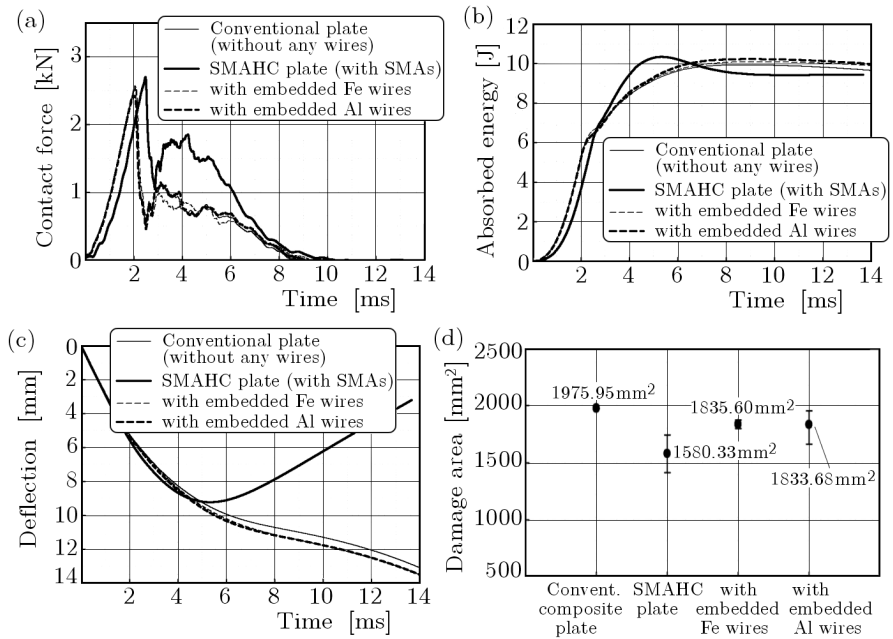 (a)
Conventional plate
(without any wires)
SMAHC plate (with SMAs)
with embedded Fe wires
with embedded Al wires
Contact force [kN]
3
2
1
0
2 4 6 8 10 12 14
Time [ms]
(b)
Absorbed energy [J]
12
10
8
6
4
2
0
Conventional plate
(without any wires)
SMAHC plate (with SMAs)
with embedded Fe wires
with embedded Al wires
2 4 6 8 10 12 14
Time [ms]
(c)
Conventional plate
(without any wires)
SMAHC plate (with SMAs)
with embedded Fe wires
with embedded Al wires
Deflection [mm]
0
2
4
6
8
10
12
14
2 4 6 8 10 12 14
Time [ms]
(d)
Damage area [mm²]
2500
2000
1500
1000
500
1975.95mm²
1835.60mm²
1580.33mm²
1833.68mm²
Convent. composite plate
SMAHC plate
with embedded Fe wires
with embedded Al wires